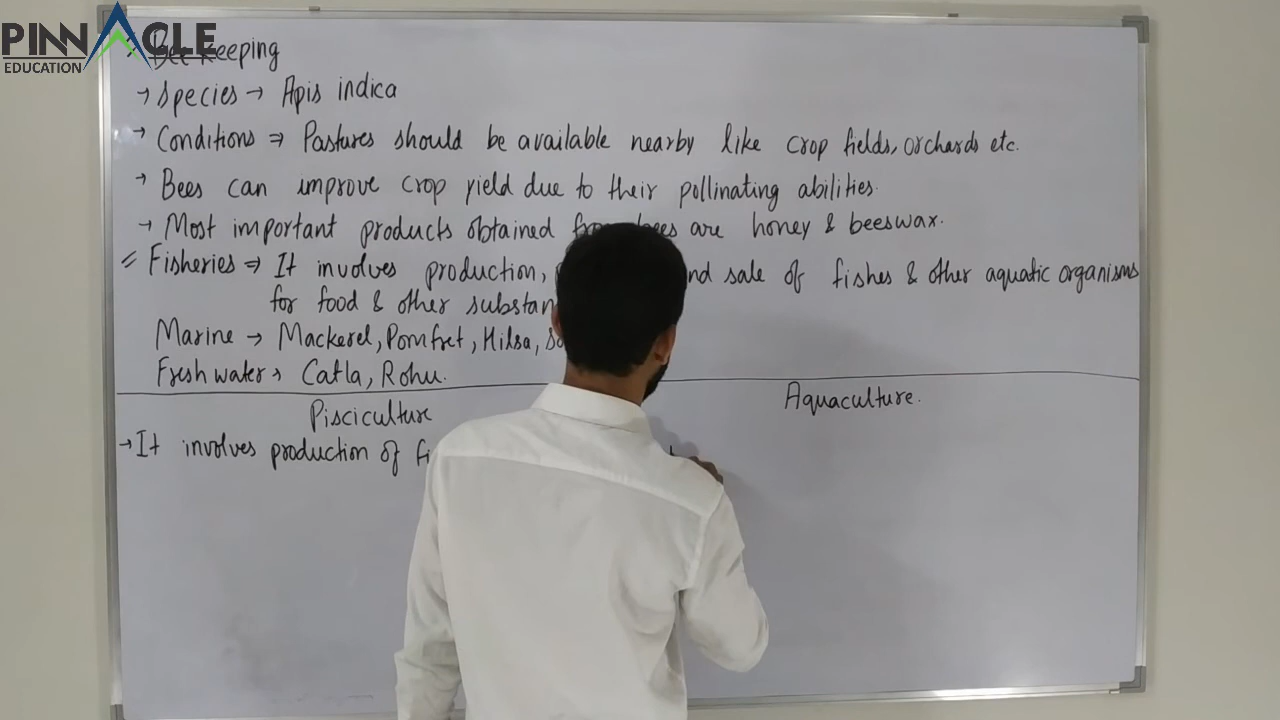 PINNACLE
EDUCATION
Bee Keeping
→ Species → Apis indica
→ Conditions ⇒ Pastures should be available nearby like crop fields, orchards etc.
→ Bees can improve crop yield due to their pollinating abilities.
→ Most important products obtained from bees are honey & beeswax.
Fisheries → It involves production, and sale of fishes & other aquatic organisms
for food & other
Marine → Mackerel, Pomfret, Hilsa,
Fresh water → Catla, Rohu.
Pisciculture Aquaculture.
→ It involves production of